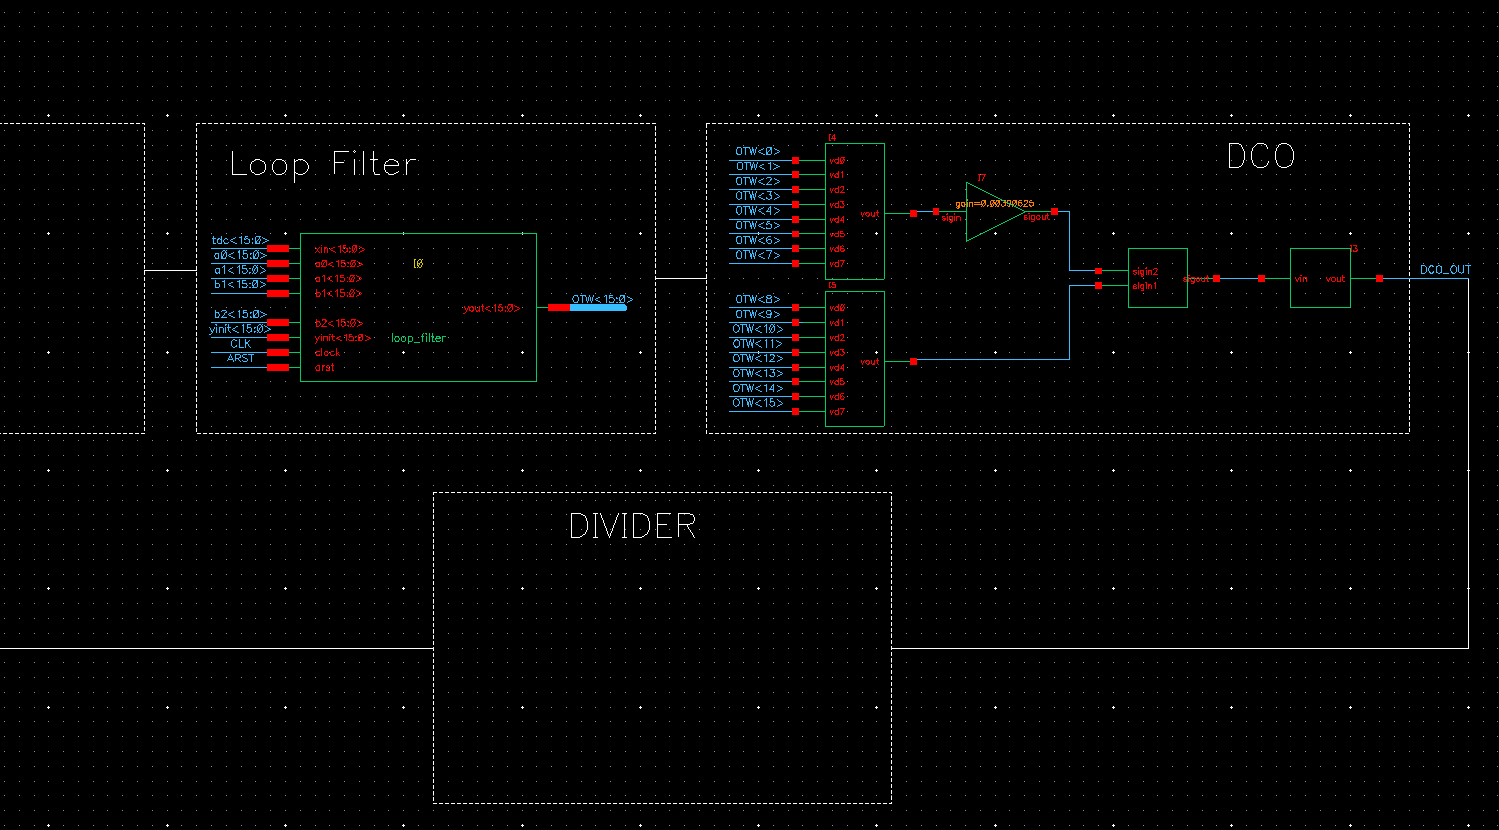 Loop Filter
tdc<15:0>
a0<15:0>
a1<15:0>
b1<15:0>
b2<15:0>
yinit<15:0>
CLK
ARST
xin<15:0>
a0<15:0>
a1<15:0>
b1<15:0>
b2<15:0>
yinit<15:0>
clock
arst
I0
loop_filter
yout<15:0>
OTW<15:0>
DCO
I4
OTW<0>
OTW<1>
OTW<2>
OTW<3>
OTW<4>
OTW<5>
OTW<6>
OTW<7>
vd0
vd1
vd2
vd3
vd4
vd5
vd6
vd7
vout
I7
gain=0.00390625
sigin
sigout
I5
OTW<8>
OTW<9>
OTW<10>
OTW<11>
OTW<12>
OTW<13>
OTW<14>
OTW<15>
vd0
vd1
vd2
vd3
vd4
vd5
vd6
vd7
vout
sigin2
sigin1
sigout
I3
vin
vout
DCO_OUT
DIVIDER